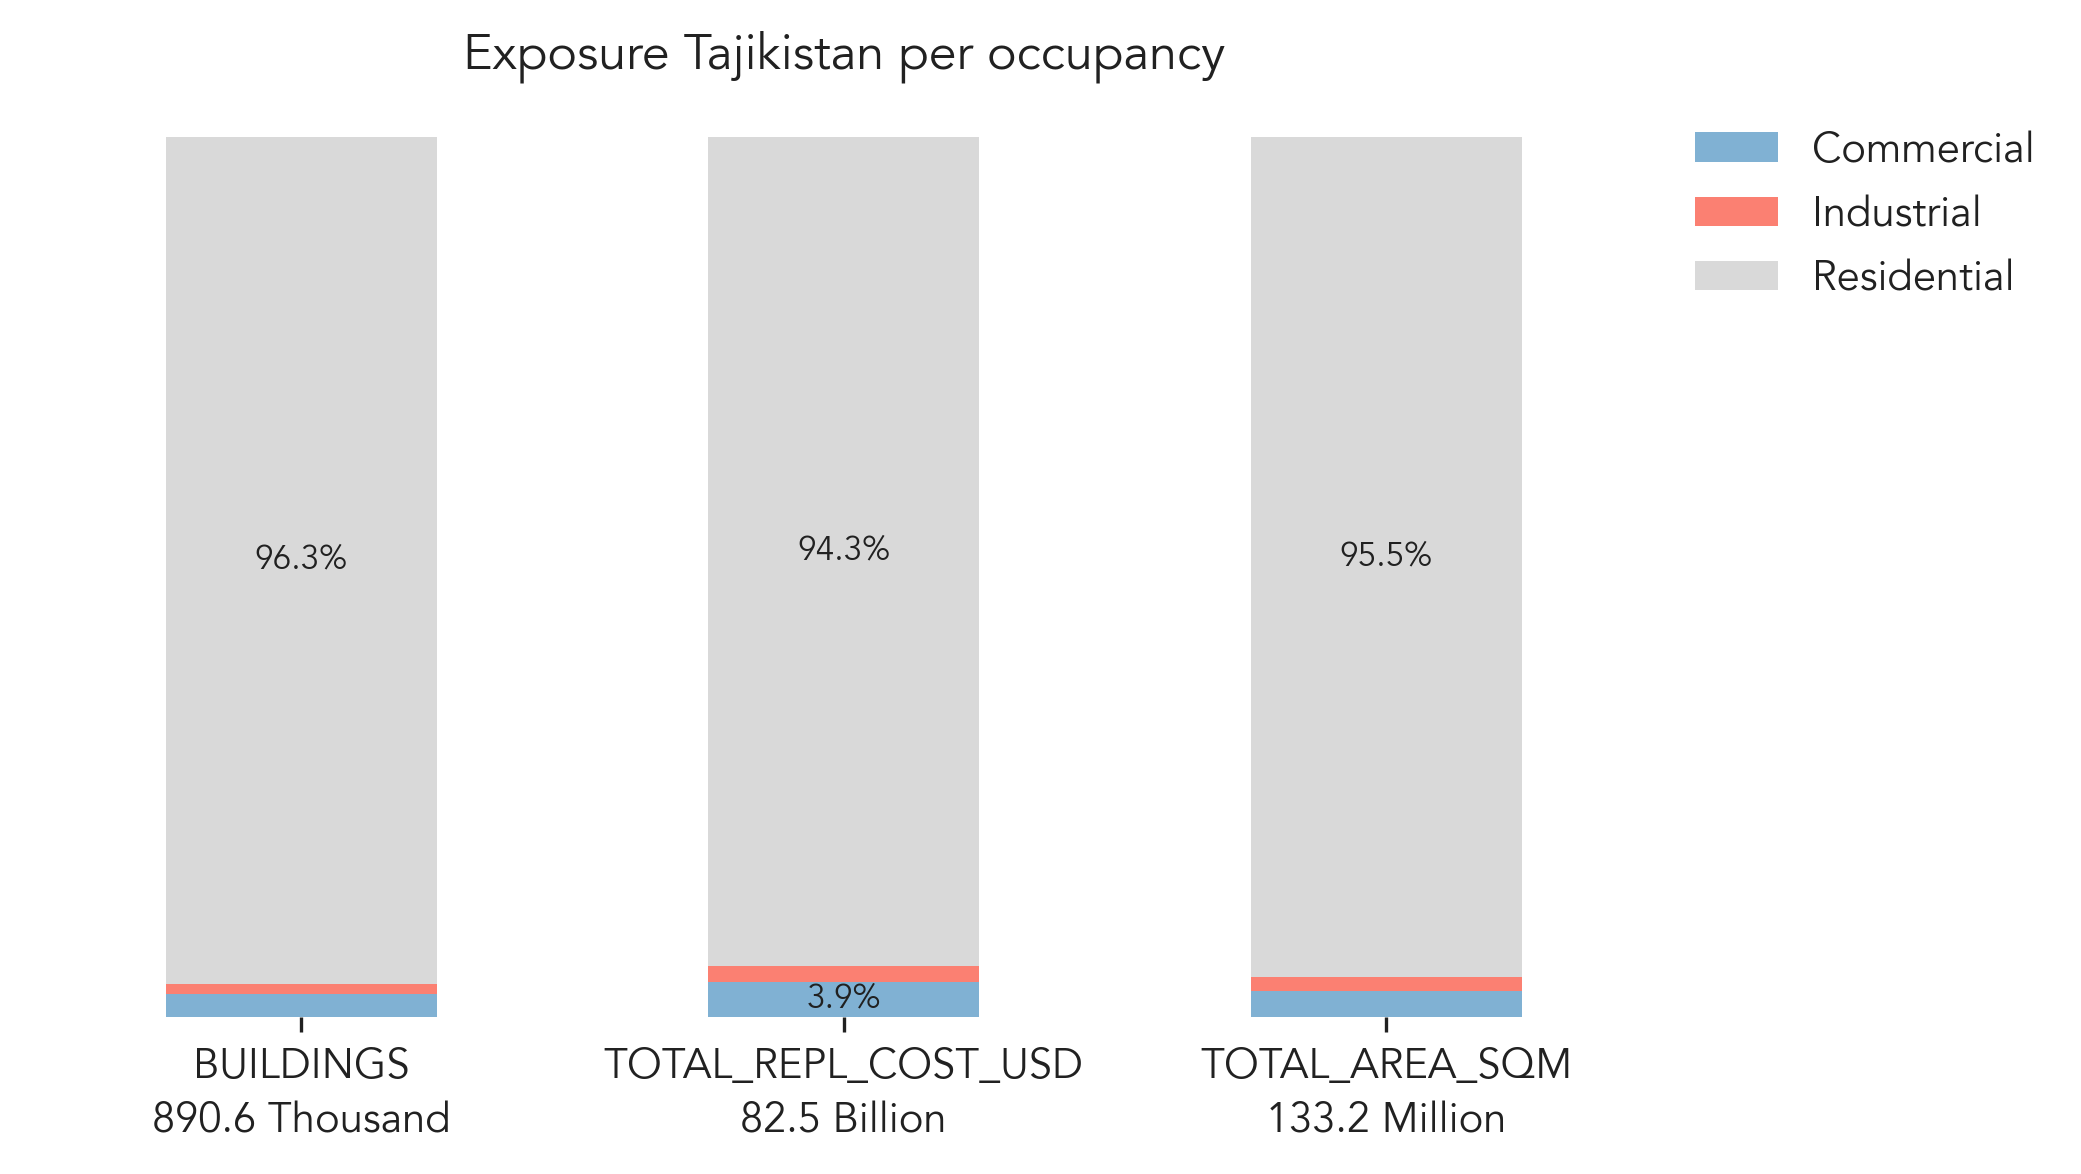 Exposure Tajikistan per occupancy
Commercial
Industrial
Residential
96.3%
94.3%
95.5%
3.9%
BUILDINGS
890.6 Thousand
TOTAL_REPL_COST_USD
82.5 Billion
TOTAL_AREA_SQM
133.2 Million